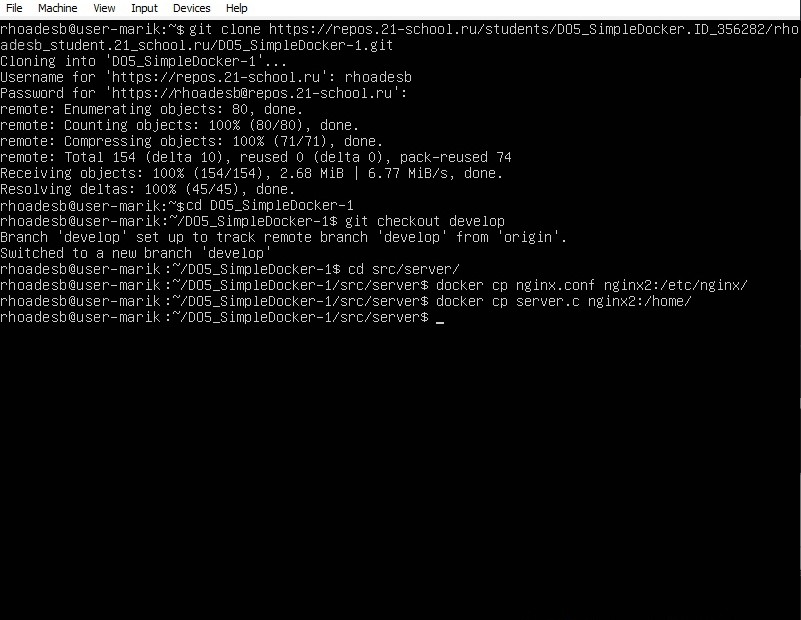 File Machine View Input Devices Help
rhoadesb@user-marik:~$ git clone https://repos.21-school.ru/students/DO5_SimpleDocker.ID_356282/rho
adesb_student.21_school.ru/DO5_SimpleDocker-1.git
Cloning into 'DO5_SimpleDocker-1'...
Username for 'https://repos.21-school.ru': rhoadesb
Password for 'https://rhoadesb@repos.21-school.ru':
remote: Enumerating objects: 80, done.
remote: Counting objects: 100% (80/80), done.
remote: Compressing objects: 100% (71/71), done.
remote: Total 154 (delta 10), reused 0 (delta 0), pack-reused 74
Receiving objects: 100% (154/154), 2.68 MiB | 6.77 MiB/s, done.
Resolving deltas: 100% (45/45), done.
rhoadesb@user-marik:~$cd DO5_SimpleDocker-1
rhoadesb@user-marik:~/DO5_SimpleDocker-1$ git checkout develop
Branch 'develop' set up to track remote branch 'develop' from 'origin'.
Switched to a new branch 'develop'
rhoadesb@user-marik:~/DO5_SimpleDocker-1$ cd src/server/
rhoadesb@user-marik:~/DO5_SimpleDocker-1/src/server$ docker cp nginx.conf nginx2:/etc/nginx/
rhoadesb@user-marik:~/DO5_SimpleDocker-1/src/server$ docker cp server.c nginx2:/home/
rhoadesb@user-marik:~/DO5_SimpleDocker-1/src/server$ _